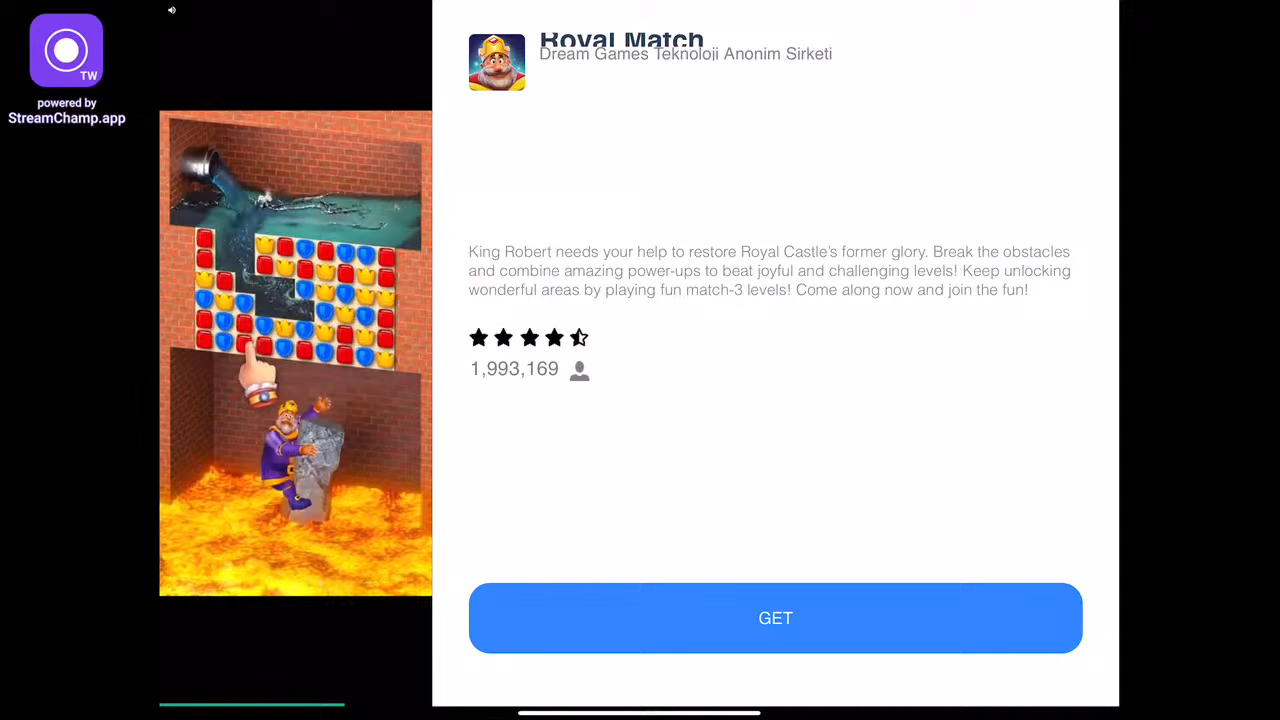 TW
powered by
StreamChamp.app
Royal Match
Dream Games Teknoloji Anonim Sirketi
King Robert needs your help to restore Royal Castle's former glory. Break the obstacles
and combine amazing power-ups to beat joyful and challenging levels! Keep unlocking
wonderful areas by playing fun match-3 levels! Come along now and join the fun!
1,993,169
GET